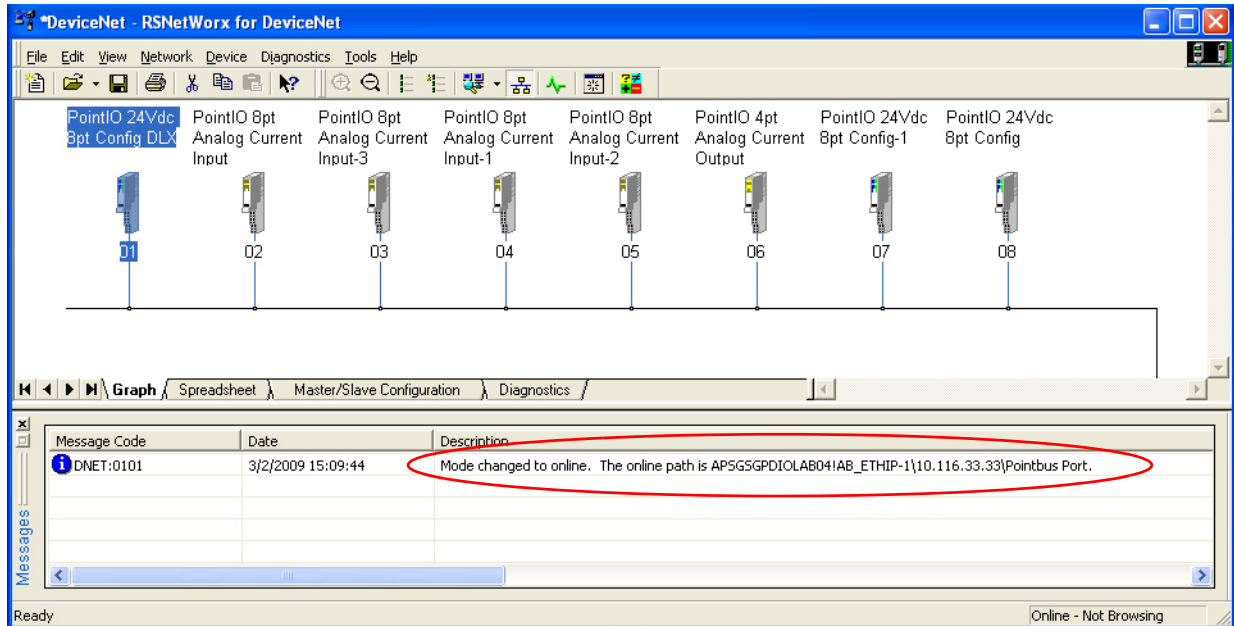 *DeviceNet - RSNetWorx for DeviceNet
File Edit View Network Device Diagnostics Tools Help
PointIO 24Vdc
8pt Config DLX
PointIO 8pt
Analog Current
Input
PointIO 8pt
Analog Current
Input-3
PointIO 8pt
Analog Current
Input-1
PointIO 8pt
Analog Current
Input-2
PointIO 4pt
Analog Current
Output
PointIO 24Vdc
8pt Config-1
PointIO 24Vdc
8pt Config
01 02 03 04 05 06 07 08
Graph Spreadsheet Master/Slave Configuration Diagnostics
Messages
Message Code Date Description
DNET:0101 3/2/2009 15:09:44 Mode changed to online. The online path is APSGSGPDIOLAB04!AB_ETHIP-1\10.116.33.33\Pointbus Port.
Ready Online - Not Browsing